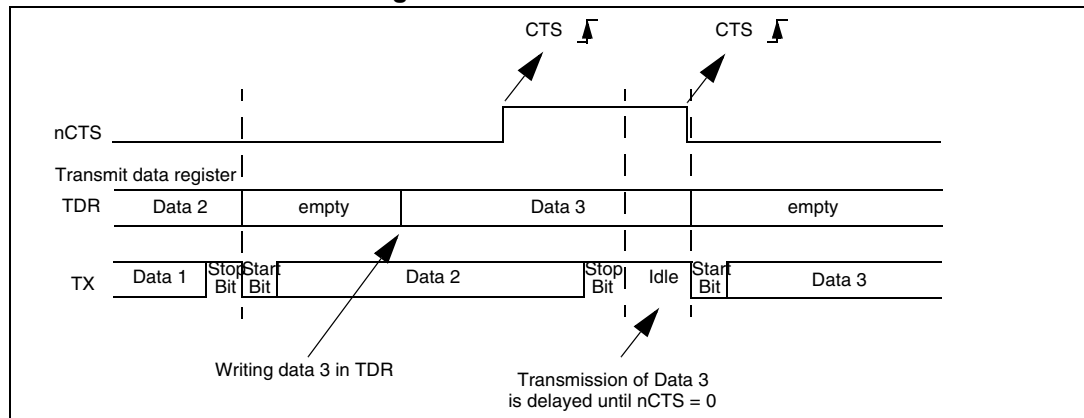 CTS CTS
nCTS
Transmit data register
TDR Data 2 empty Data 3 empty
TX Data 1 Stop Bit Start Bit Data 2 Stop Bit Idle Start Bit Data 3
Writing data 3 in TDR
Transmission of Data 3
is delayed until nCTS = 0